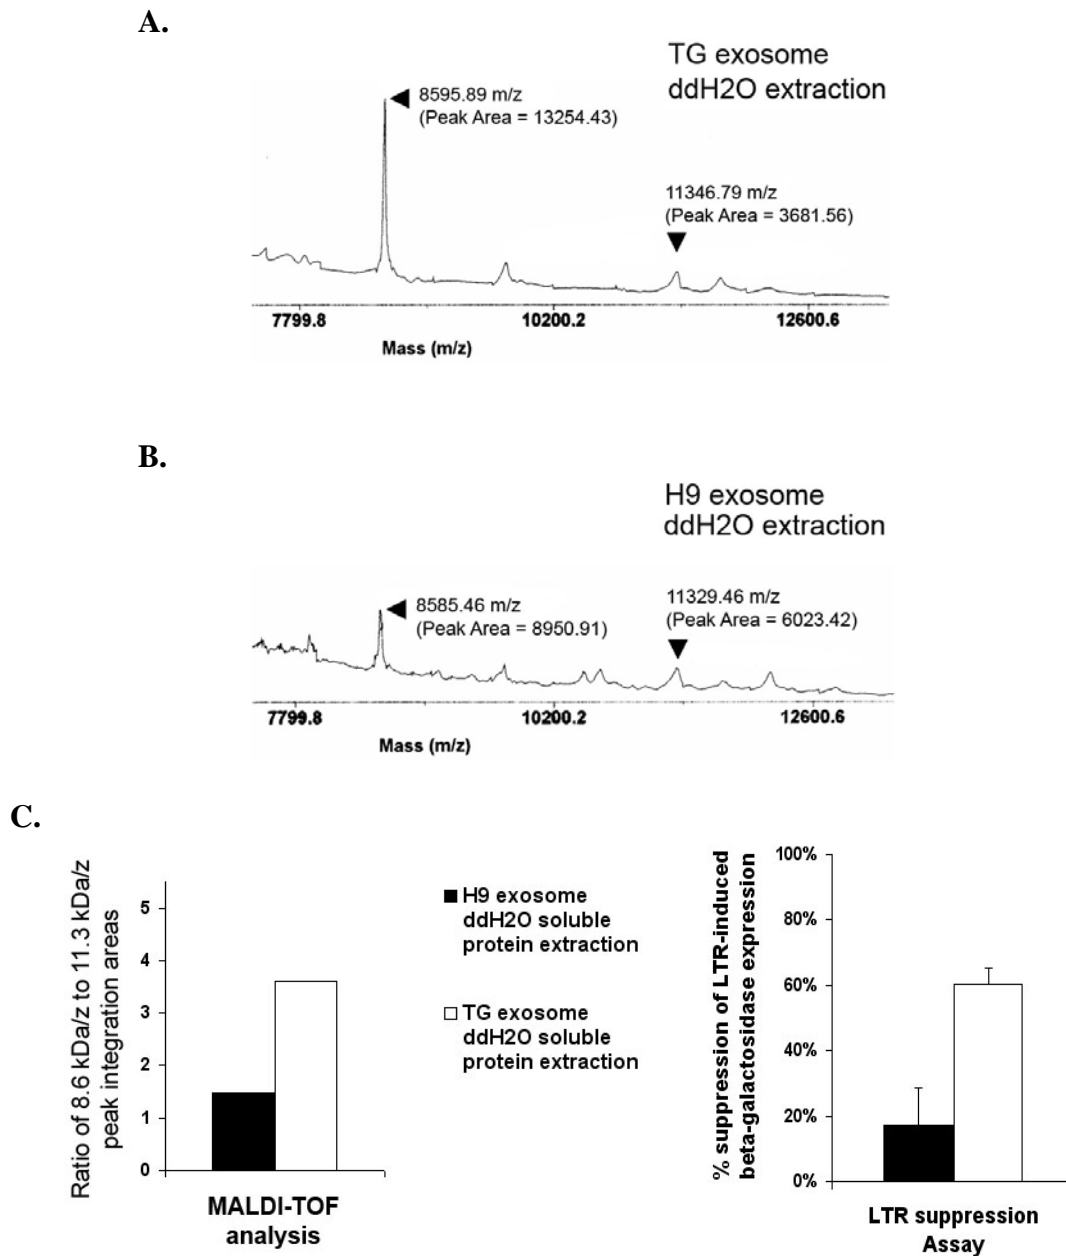 A.
TG exosome
ddH2O extraction
8595.89 m/z
(Peak Area = 13254.43)
11346.79 m/z
(Peak Area = 3681.56)
7799.8
10200.2
12600.6
Mass (m/z)
B.
H9 exosome
ddH2O extraction
8585.46 m/z
(Peak Area = 8950.91)
11329.46 m/z
(Peak Area = 6023.42)
7799.8
10200.2
12600.6
Mass (m/z)
C.
Ratio of 8.6 kDa/z to 11.3 kDa/z
peak integration areas
5
4
3
2
1
0
MALDI-TOF
analysis
H9 exosome
ddH2O soluble
protein extraction
TG exosome
ddH2O soluble
protein extraction
% suppression of LTR-induced
beta-galactosidase expression
100%
80%
60%
40%
20%
0%
LTR suppression
Assay